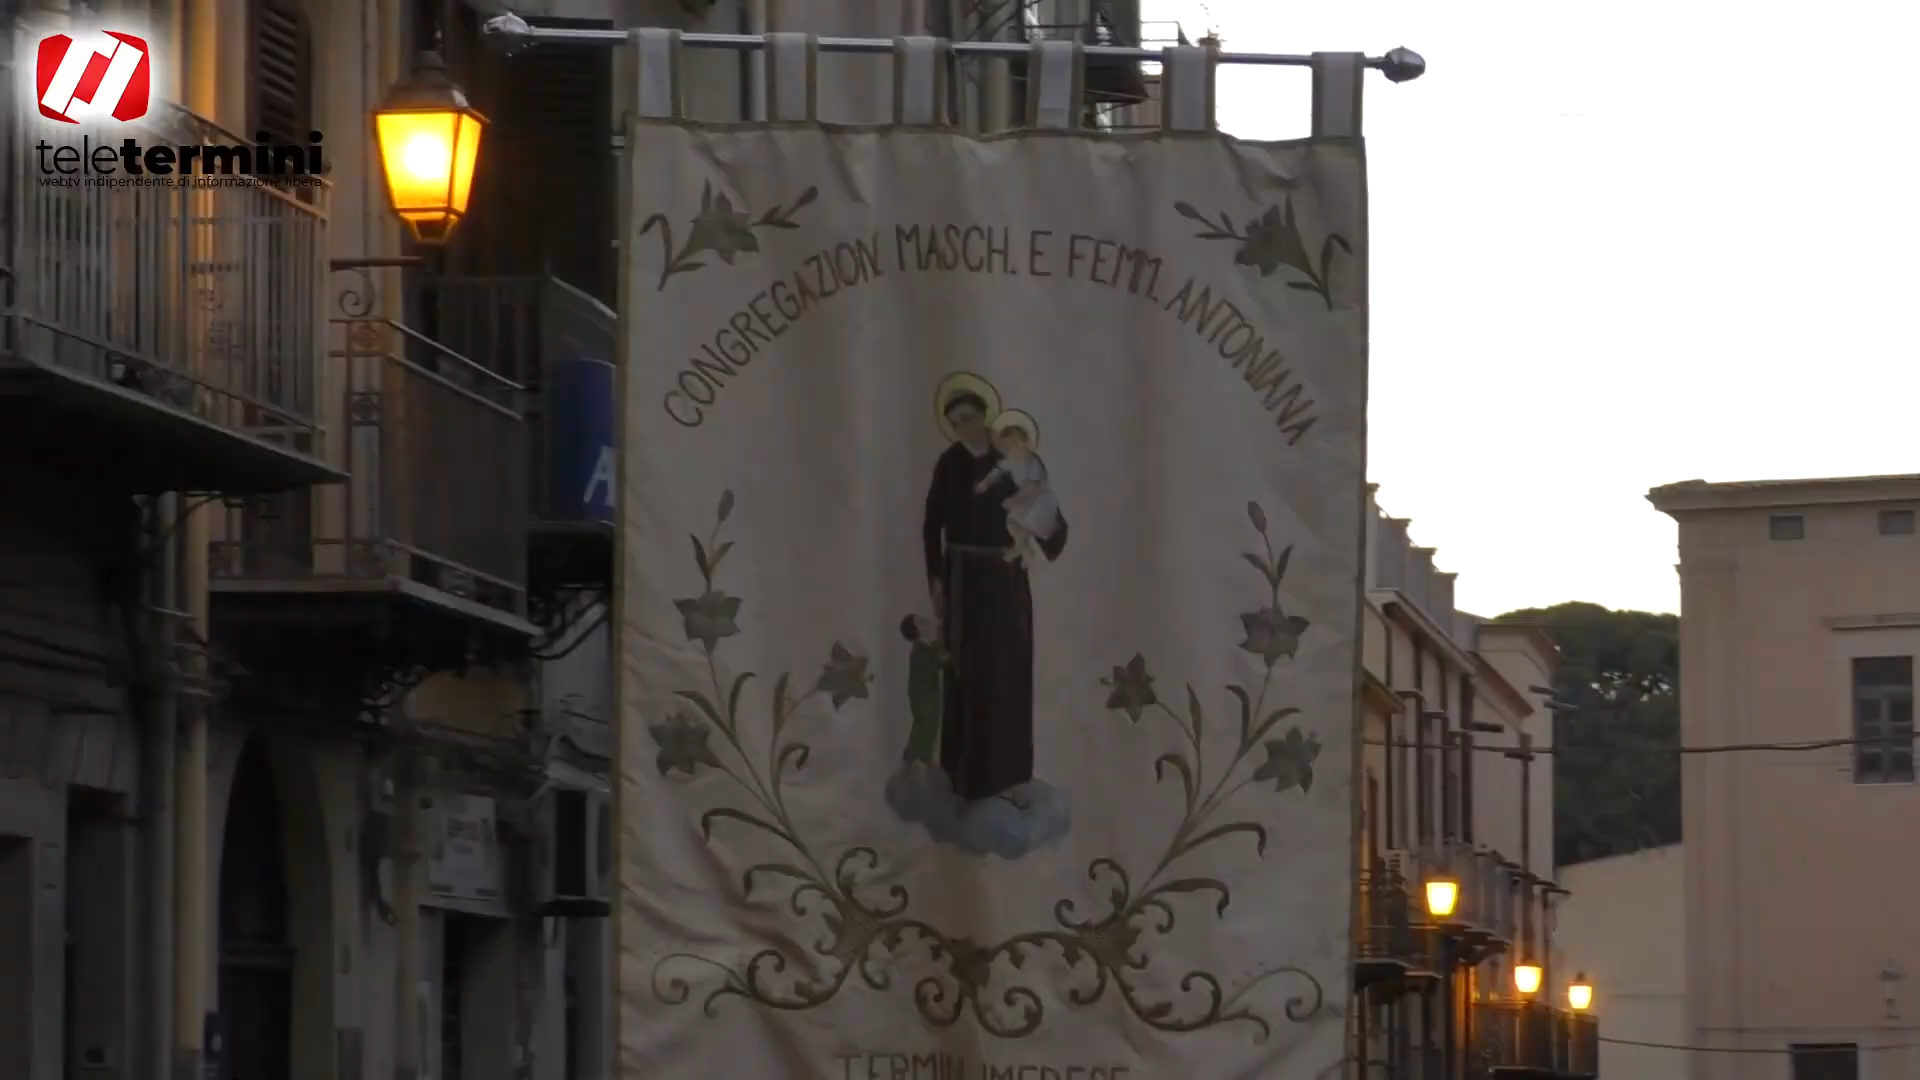 teletermini
webtv indipendente di informazione libera
CONGREGAZION. MASCH. E FEMM. ANTONIANA
A
TERMINI IMERESE